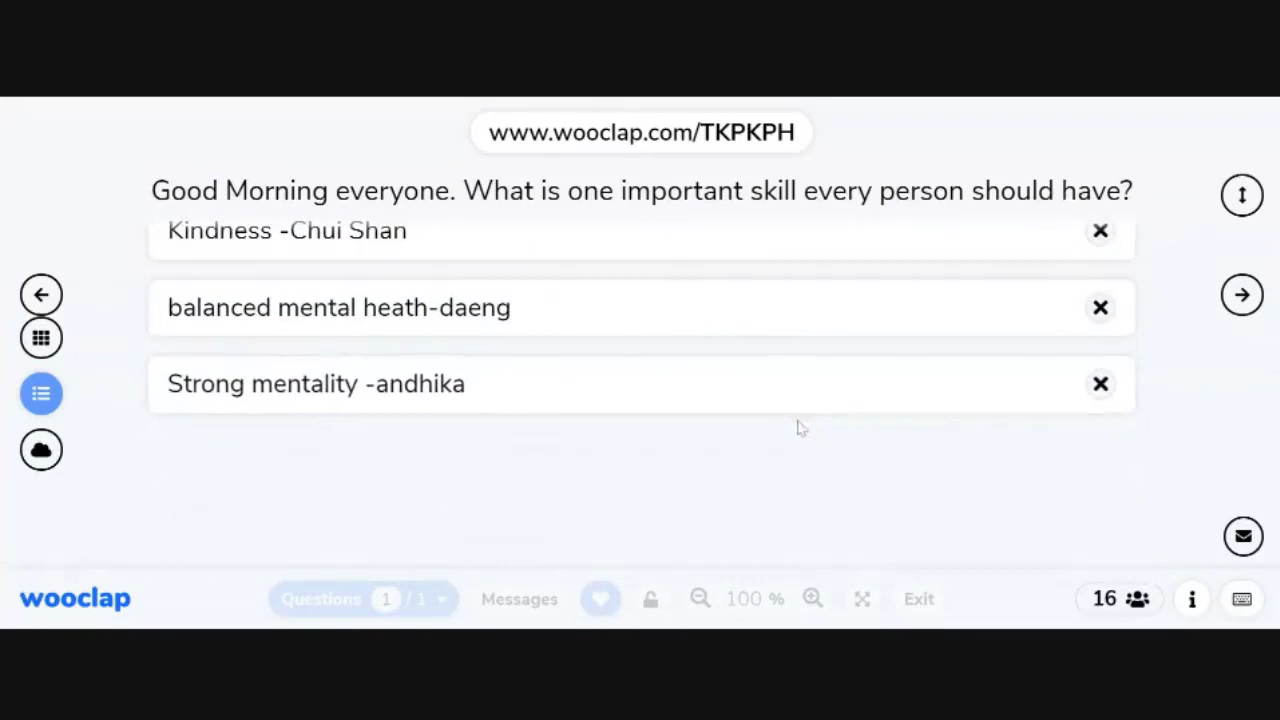 www.wooclap.com/TKPKPH
Good Morning everyone. What is one important skill every person should have?
Kindness -Chui Shan
balanced mental heath-daeng
Strong mentality -andhika
wooclap
Questions 1 / 1
Messages
100 %
Exit
16